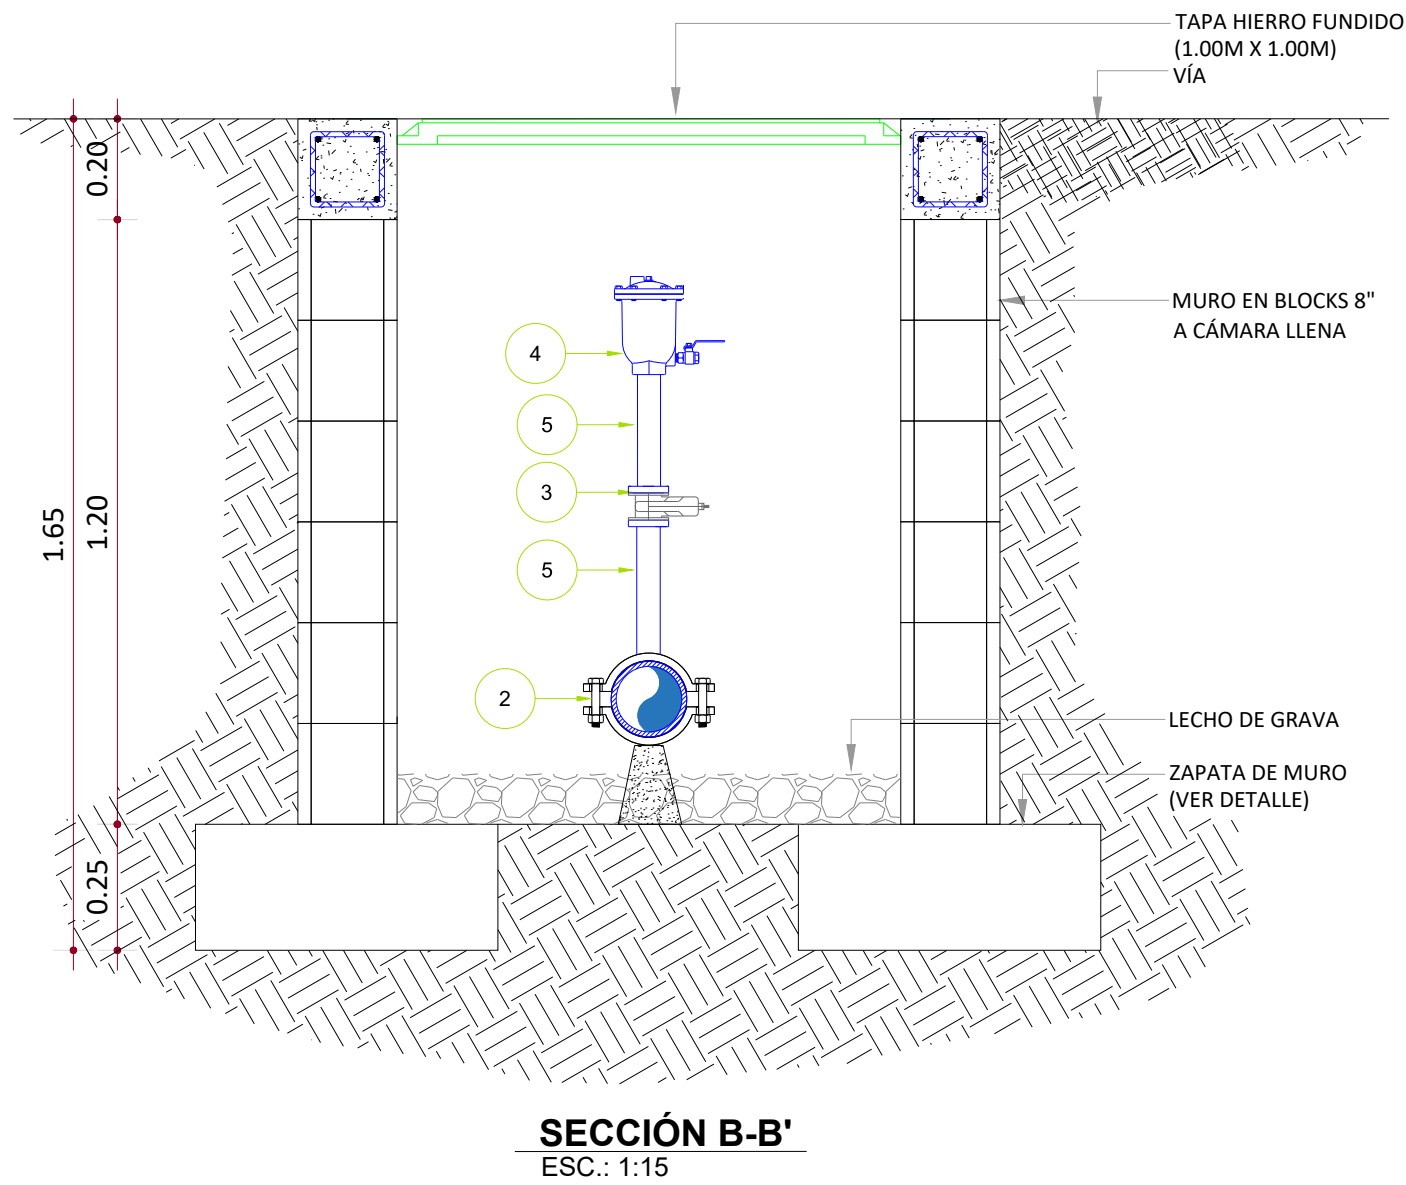 TAPA HIERRO FUNDIDO
(1.00M X 1.00M)
VÍA
0.20
MURO EN BLOCKS 8"
A CÁMARA LLENA
4
5
3
1.65
1.20
5
2
LECHO DE GRAVA
ZAPATA DE MURO
(VER DETALLE)
0.25
SECCIÓN B-B'
ESC.: 1:15